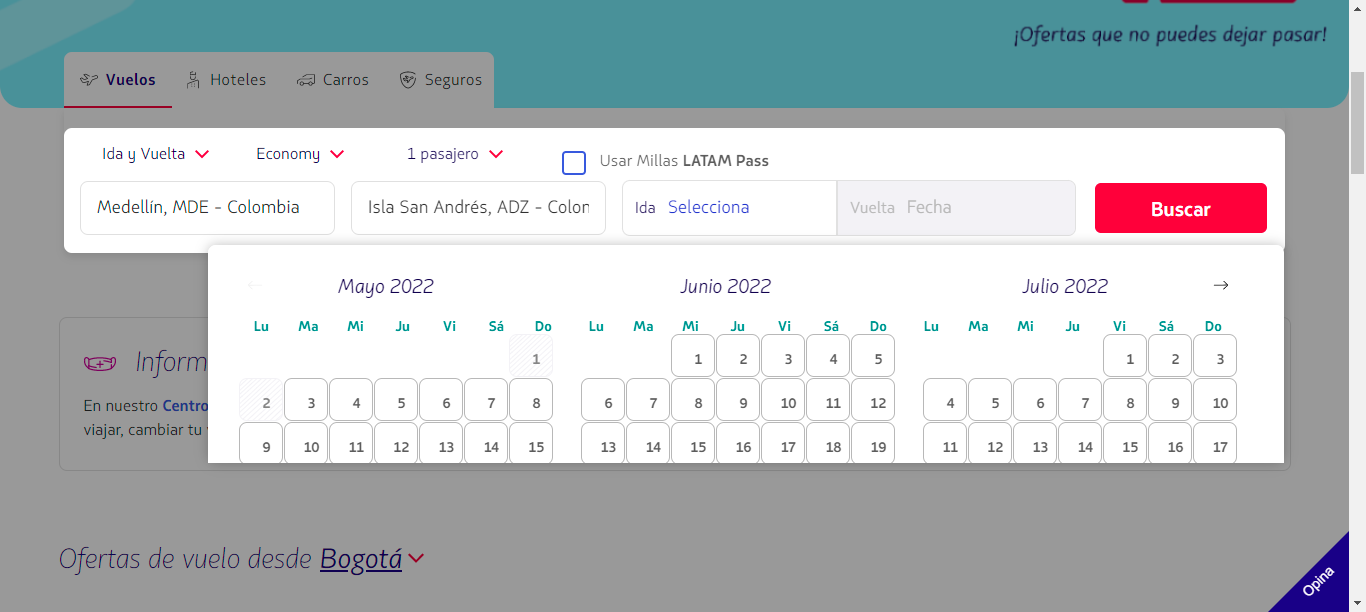 ¡Ofertas que no puedes dejar pasar!
Vuelos Hoteles Carros Seguros
Ida y Vuelta Economy 1 pasajero Usar Millas LATAM Pass
Medellín, MDE - Colombia Isla San Andrés, ADZ - Colon Ida Selecciona Vuelta Fecha Buscar
Mayo 2022 Junio 2022 Julio 2022
Lu Ma Mi Ju Vi Sá Do Lu Ma Mi Ju Vi Sá Do Lu Ma Mi Ju Vi Sá Do
1 1 2 3 4 5 1 2 3
2 3 4 5 6 7 8 6 7 8 9 10 11 12 4 5 6 7 8 9 10
9 10 11 12 13 14 15 13 14 15 16 17 18 19 11 12 13 14 15 16 17
Inform
En nuestro Centro
viajar, cambiar tu
Ofertas de vuelo desde Bogotá
Opina